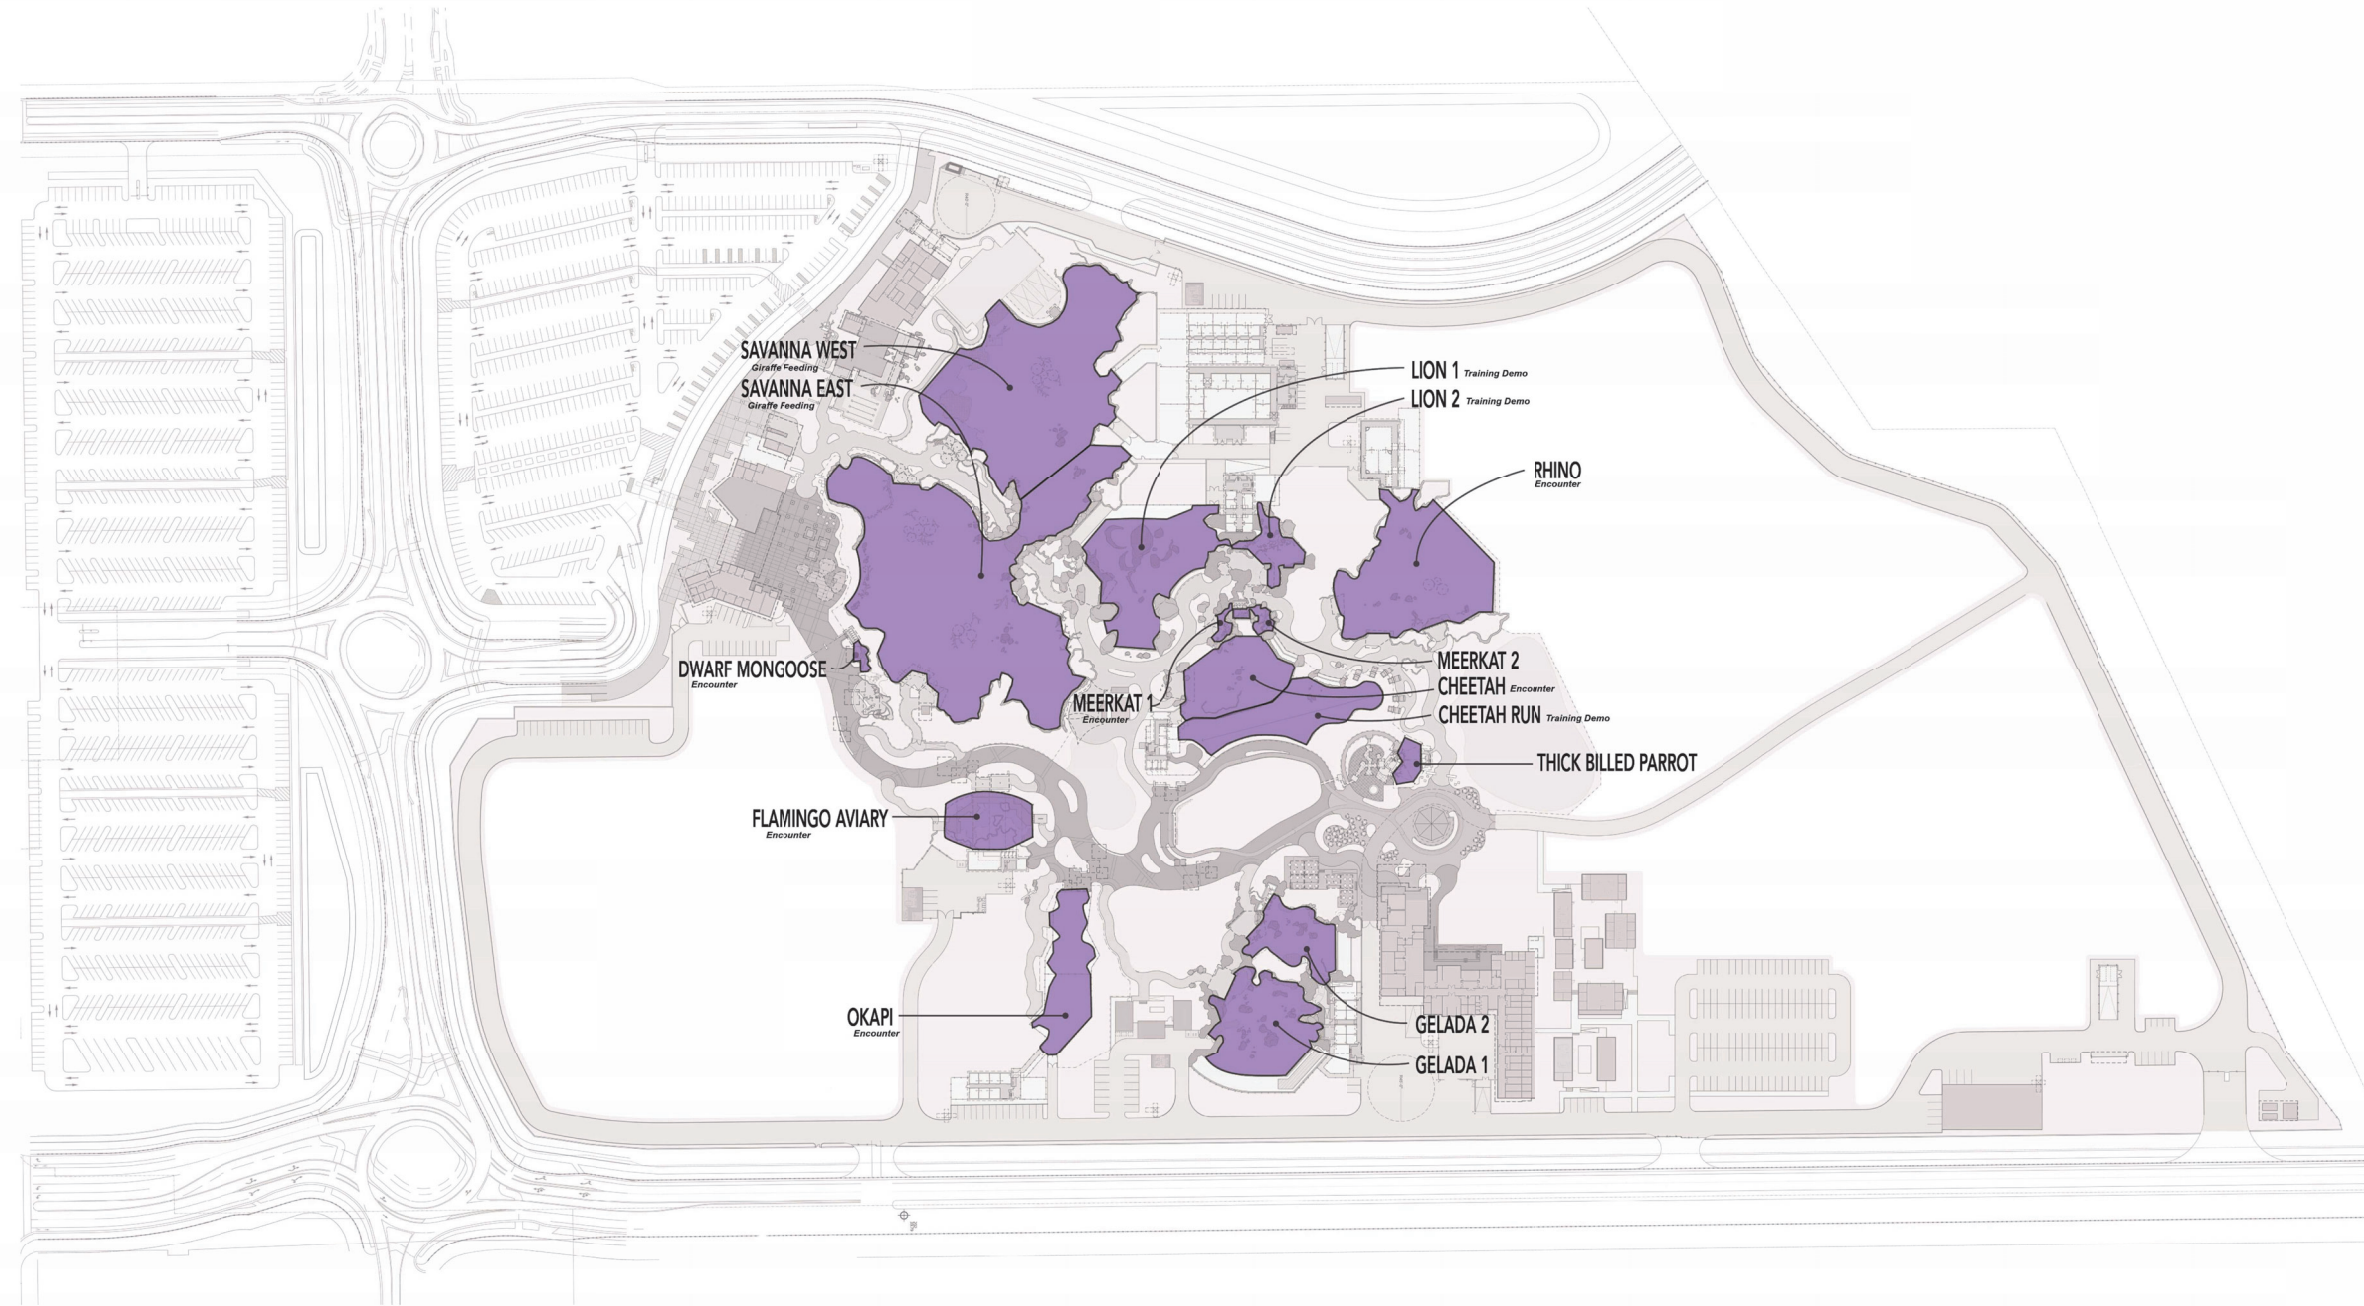 SAVANNA WEST
Giraffe Feeding
SAVANNA EAST
Giraffe Feeding
LION 1 Training Demo
LION 2 Training Demo
RHINO
Encounter
DWARF MONGOOSE
Encounter
MEERKAT 2
CHEETAH Encounter
MEERKAT 1
Encounter
CHEETAH RUN Training Demo
THICK BILLED PARROT
FLAMINGO AVIARY
Encounter
OKAPI
Encounter
GELADA 2
GELADA 1